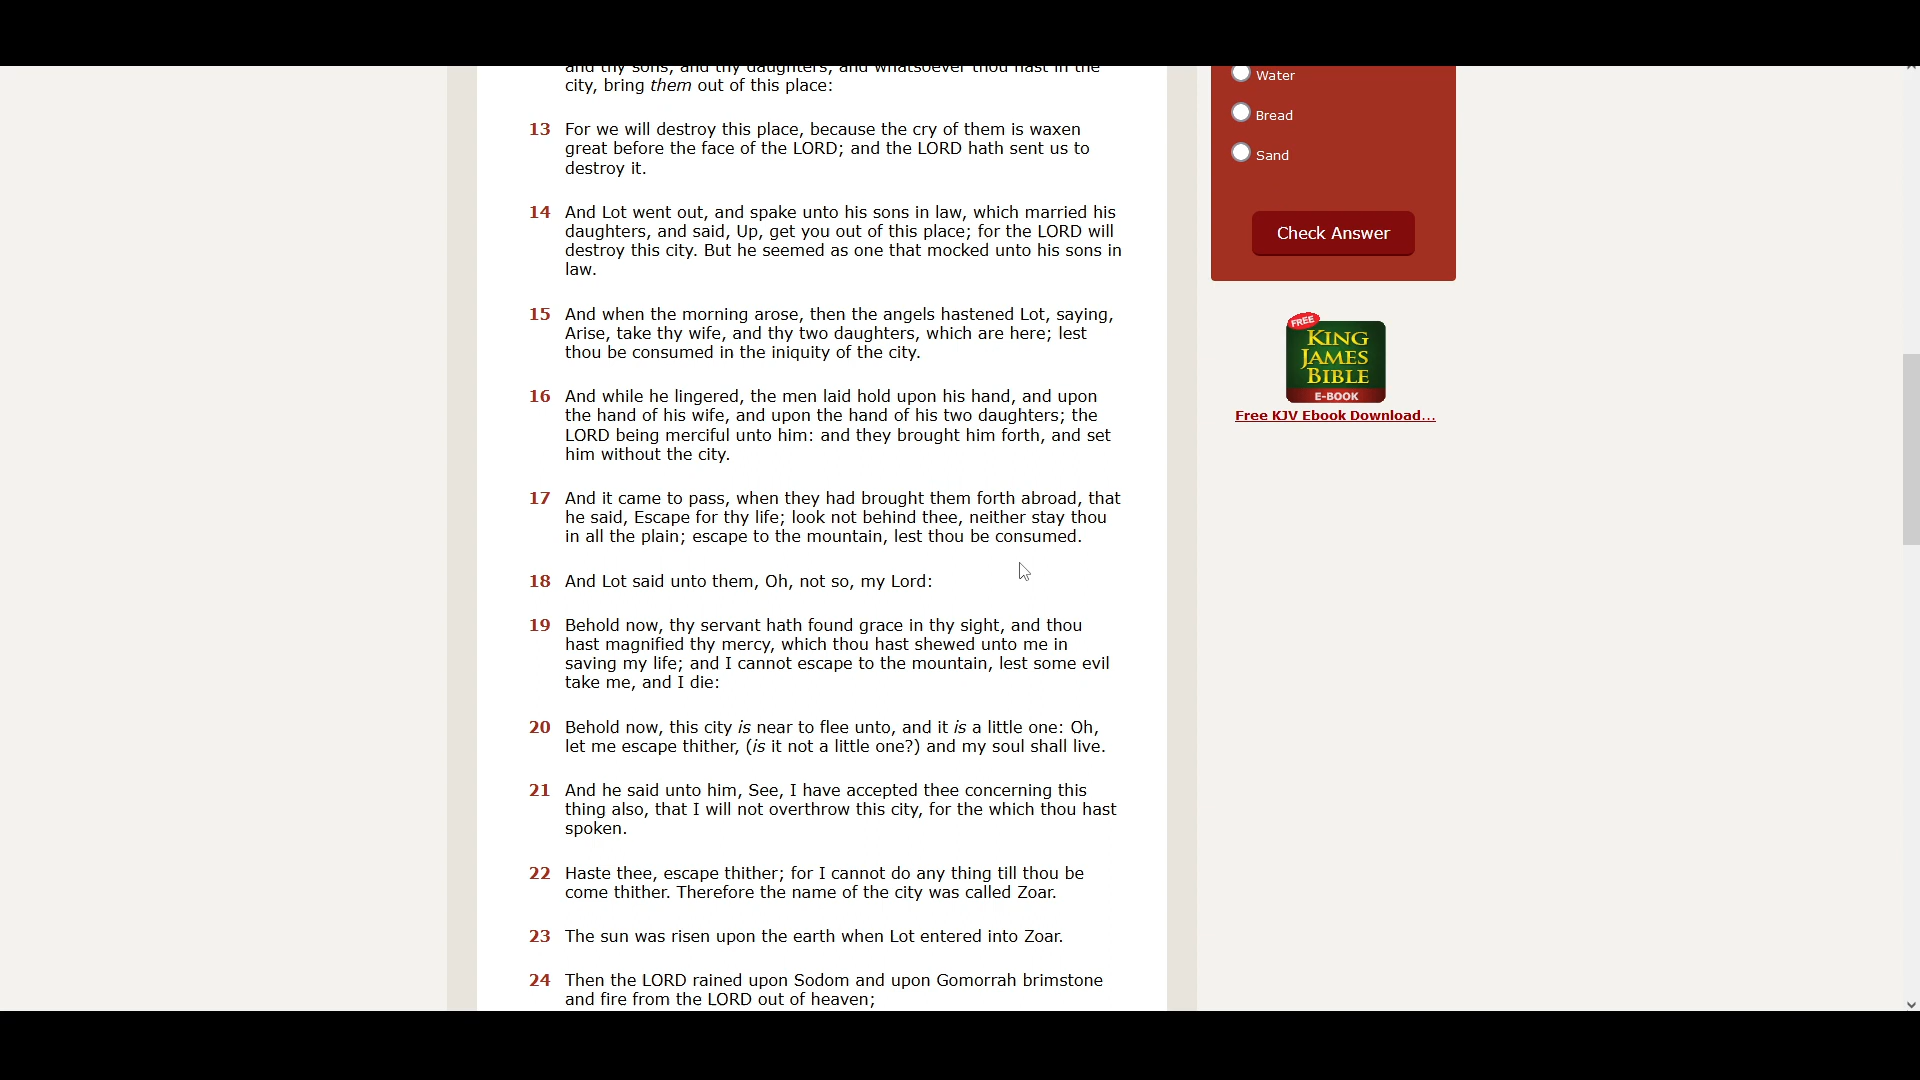 and thy sons, and thy daughters, and whatsoever thou hast in the
city, bring them out of this place:
13 For we will destroy this place, because the cry of them is waxen
great before the face of the LORD; and the LORD hath sent us to
destroy it.
14 And Lot went out, and spake unto his sons in law, which married his
daughters, and said, Up, get you out of this place; for the LORD will
destroy this city. But he seemed as one that mocked unto his sons in
law.
15 And when the morning arose, then the angels hastened Lot, saying,
Arise, take thy wife, and thy two daughters, which are here; lest
thou be consumed in the iniquity of the city.
16 And while he lingered, the men laid hold upon his hand, and upon
the hand of his wife, and upon the hand of his two daughters; the
LORD being merciful unto him: and they brought him forth, and set
him without the city.
17 And it came to pass, when they had brought them forth abroad, that
he said, Escape for thy life; look not behind thee, neither stay thou
in all the plain; escape to the mountain, lest thou be consumed.
18 And Lot said unto them, Oh, not so, my Lord:
19 Behold now, thy servant hath found grace in thy sight, and thou
hast magnified thy mercy, which thou hast shewed unto me in
saving my life; and I cannot escape to the mountain, lest some evil
take me, and I die:
20 Behold now, this city is near to flee unto, and it is a little one: Oh,
let me escape thither, (is it not a little one?) and my soul shall live.
21 And he said unto him, See, I have accepted thee concerning this
thing also, that I will not overthrow this city, for the which thou hast
spoken.
22 Haste thee, escape thither; for I cannot do any thing till thou be
come thither. Therefore the name of the city was called Zoar.
23 The sun was risen upon the earth when Lot entered into Zoar.
24 Then the LORD rained upon Sodom and upon Gomorrah brimstone
and fire from the LORD out of heaven;
Water
Bread
Sand
Check Answer
FREE
KING
JAMES
BIBLE
E-BOOK
Free KJV Ebook Download...